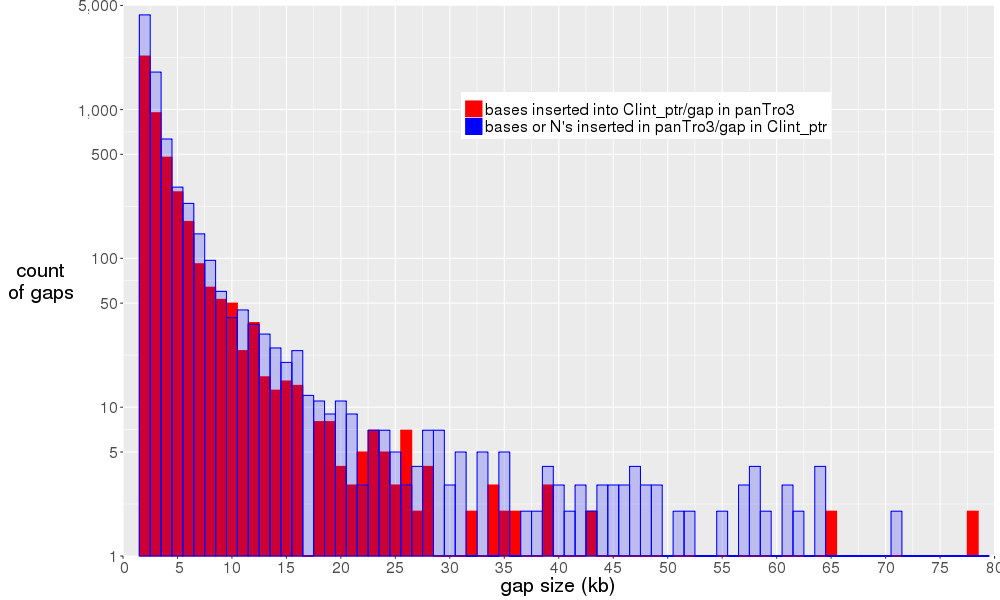 5,000
1,000
500
100
50
10
5
1
count
of gaps
bases inserted into Clint_ptr/gap in panTro3
bases or N's inserted in panTro3/gap in Clint_ptr
0 5 10 15 20 25 30 35 40 45 50 55 60 65 70 75 80
gap size (kb)